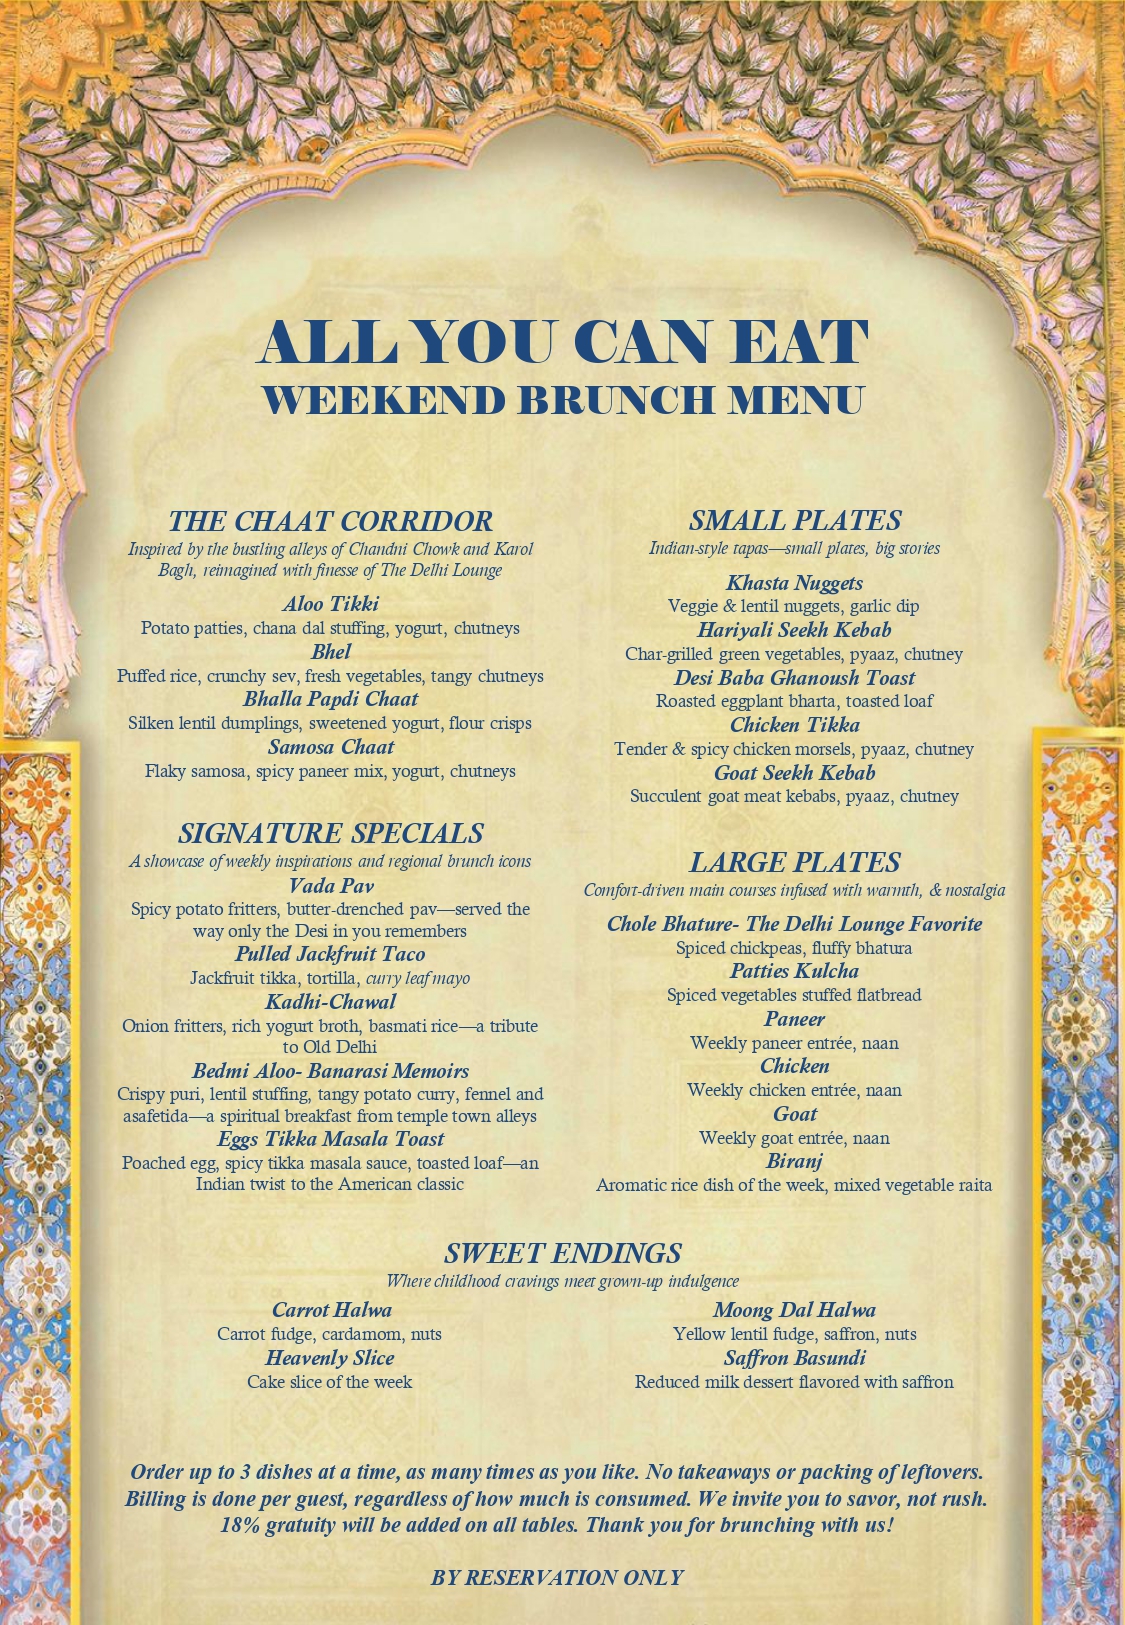 ALL YOU CAN EAT
WEEKEND BRUNCH MENU
THE CHAAT CORRIDOR
Inspired by the bustling alleys of Chandni Chowk and Karol
Bagh, reimagined with finesse of The Delhi Lounge
Aloo Tikki
Potato patties, chana dal stuffing, yogurt, chutneys
Bhel
Puffed rice, crunchy sev, fresh vegetables, tangy chutneys
Bhalla Papdi Chaat
Silken lentil dumplings, sweetened yogurt, flour crisps
Samosa Chaat
Flaky samosa, spicy paneer mix, yogurt, chutneys
SIGNATURE SPECIALS
A showcase of weekly inspirations and regional brunch icons
Vada Pav
Spicy potato fritters, butter-drenched pav—served the
way only the Desi in you remembers
Pulled Jackfruit Taco
Jackfruit tikka, tortilla, curry leaf mayo
Kadhi-Chawal
Onion fritters, rich yogurt broth, basmati rice—a tribute
to Old Delhi
Bedmi Aloo- Banarasi Memoirs
Crispy puri, lentil stuffing, tangy potato curry, fennel and
asafetida—a spiritual breakfast from temple town alleys
Eggs Tikka Masala Toast
Poached egg, spicy tikka masala sauce, toasted loaf—an
Indian twist to the American classic
SMALL PLATES
Indian-style tapas—small plates, big stories
Khasta Nuggets
Veggie & lentil nuggets, garlic dip
Hariyali Seekh Kebab
Char-grilled green vegetables, pyaaz, chutney
Desi Baba Ghanoush Toast
Roasted eggplant bharta, toasted loaf
Chicken Tikka
Tender & spicy chicken morsels, pyaaz, chutney
Goat Seekh Kebab
Succulent goat meat kebabs, pyaaz, chutney
LARGE PLATES
Comfort-driven main courses infused with warmth, & nostalgia
Chole Bhature- The Delhi Lounge Favorite
Spiced chickpeas, fluffy bhatura
Patties Kulcha
Spiced vegetables stuffed flatbread
Paneer
Weekly paneer entrée, naan
Chicken
Weekly chicken entrée, naan
Goat
Weekly goat entrée, naan
Biranj
Aromatic rice dish of the week, mixed vegetable raita
SWEET ENDINGS
Where childhood cravings meet grown-up indulgence
Carrot Halwa
Carrot fudge, cardamom, nuts
Heavenly Slice
Cake slice of the week
Moong Dal Halwa
Yellow lentil fudge, saffron, nuts
Saffron Basundi
Reduced milk dessert flavored with saffron
Order up to 3 dishes at a time, as many times as you like. No takeaways or packing of leftovers.
Billing is done per guest, regardless of how much is consumed. We invite you to savor, not rush.
18% gratuity will be added on all tables. Thank you for brunching with us!
BY RESERVATION ONLY